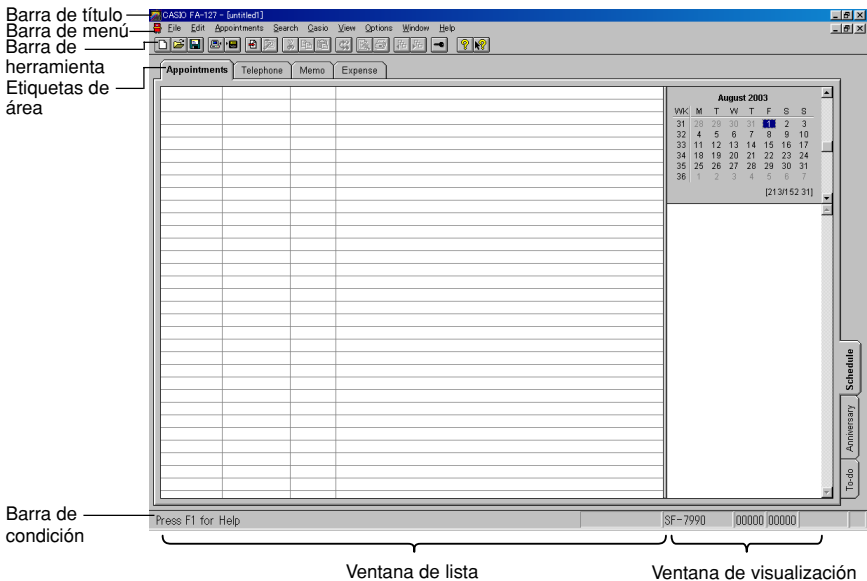 Barra de título
Barra de menú
Barra de
herramienta
Etiquetas de
área
CASIO FA-127 - [untitled1]
File Edit Appointments Search Casio View Options Window Help
Appointments Telephone Memo Expense
August 2003
WK M T W T F S S
31 28 29 30 31 1 2 3
32 4 5 6 7 8 9 10
33 11 12 13 14 15 16 17
34 18 19 20 21 22 23 24
35 25 26 27 28 29 30 31
36 1 2 3 4 5 6 7
[213/152 31]
Schedule
Anniversary
To-do
Barra de
condición
Press F1 for Help
SF-7990 00000 00000
Ventana de lista
Ventana de visualización